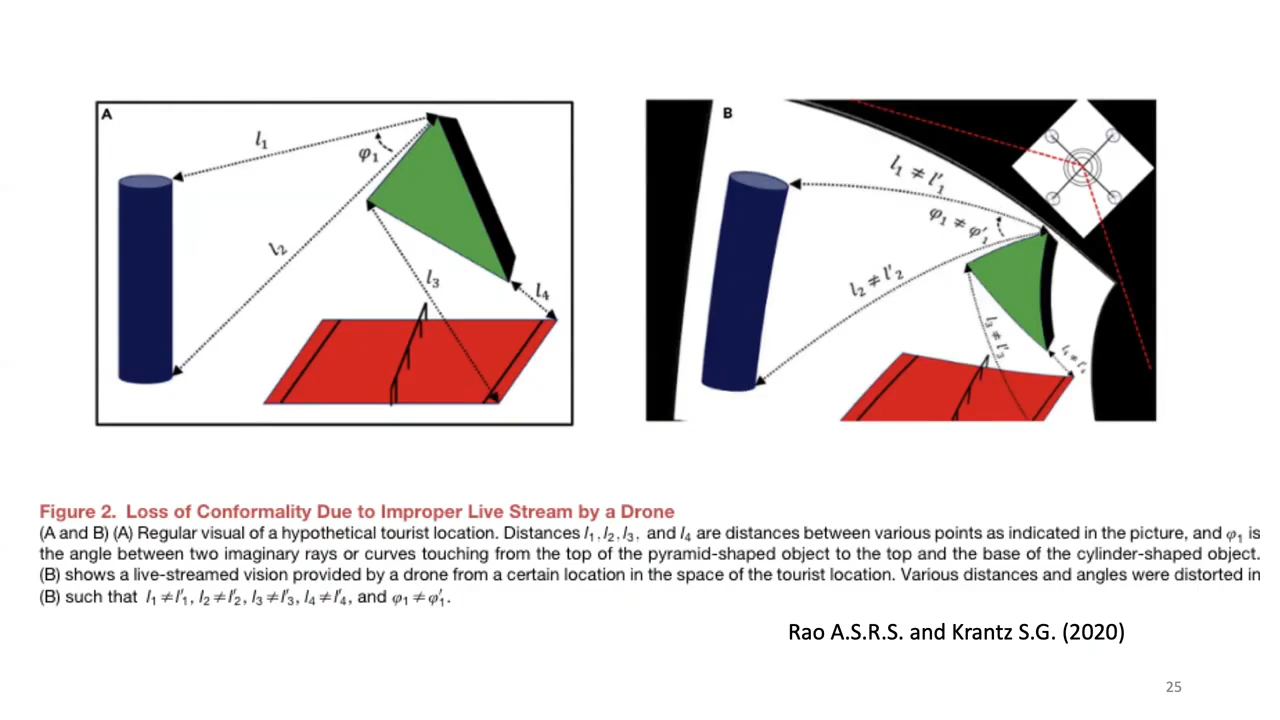 A
l₁
φ₁
l₂
l₃
l₄
B
l₁ ≠ l′₁
φ₁ ≠ φ′₁
l₂ ≠ l′₂
l₃ ≠ l′₃
l₄ ≠ l′₄
Figure 2. Loss of Conformality Due to Improper Live Stream by a Drone
(A and B) (A) Regular visual of a hypothetical tourist location. Distances l₁, l₂, l₃, and l₄ are distances between various points as indicated in the picture, and φ₁ is
the angle between two imaginary rays or curves touching from the top of the pyramid-shaped object to the top and the base of the cylinder-shaped object.
(B) shows a live-streamed vision provided by a drone from a certain location in the space of the tourist location. Various distances and angles were distorted in
(B) such that l₁ ≠ l′₁, l₂ ≠ l′₂, l₃ ≠ l′₃, l₄ ≠ l′₄, and φ₁ ≠ φ′₁.
Rao A.S.R.S. and Krantz S.G. (2020)
25